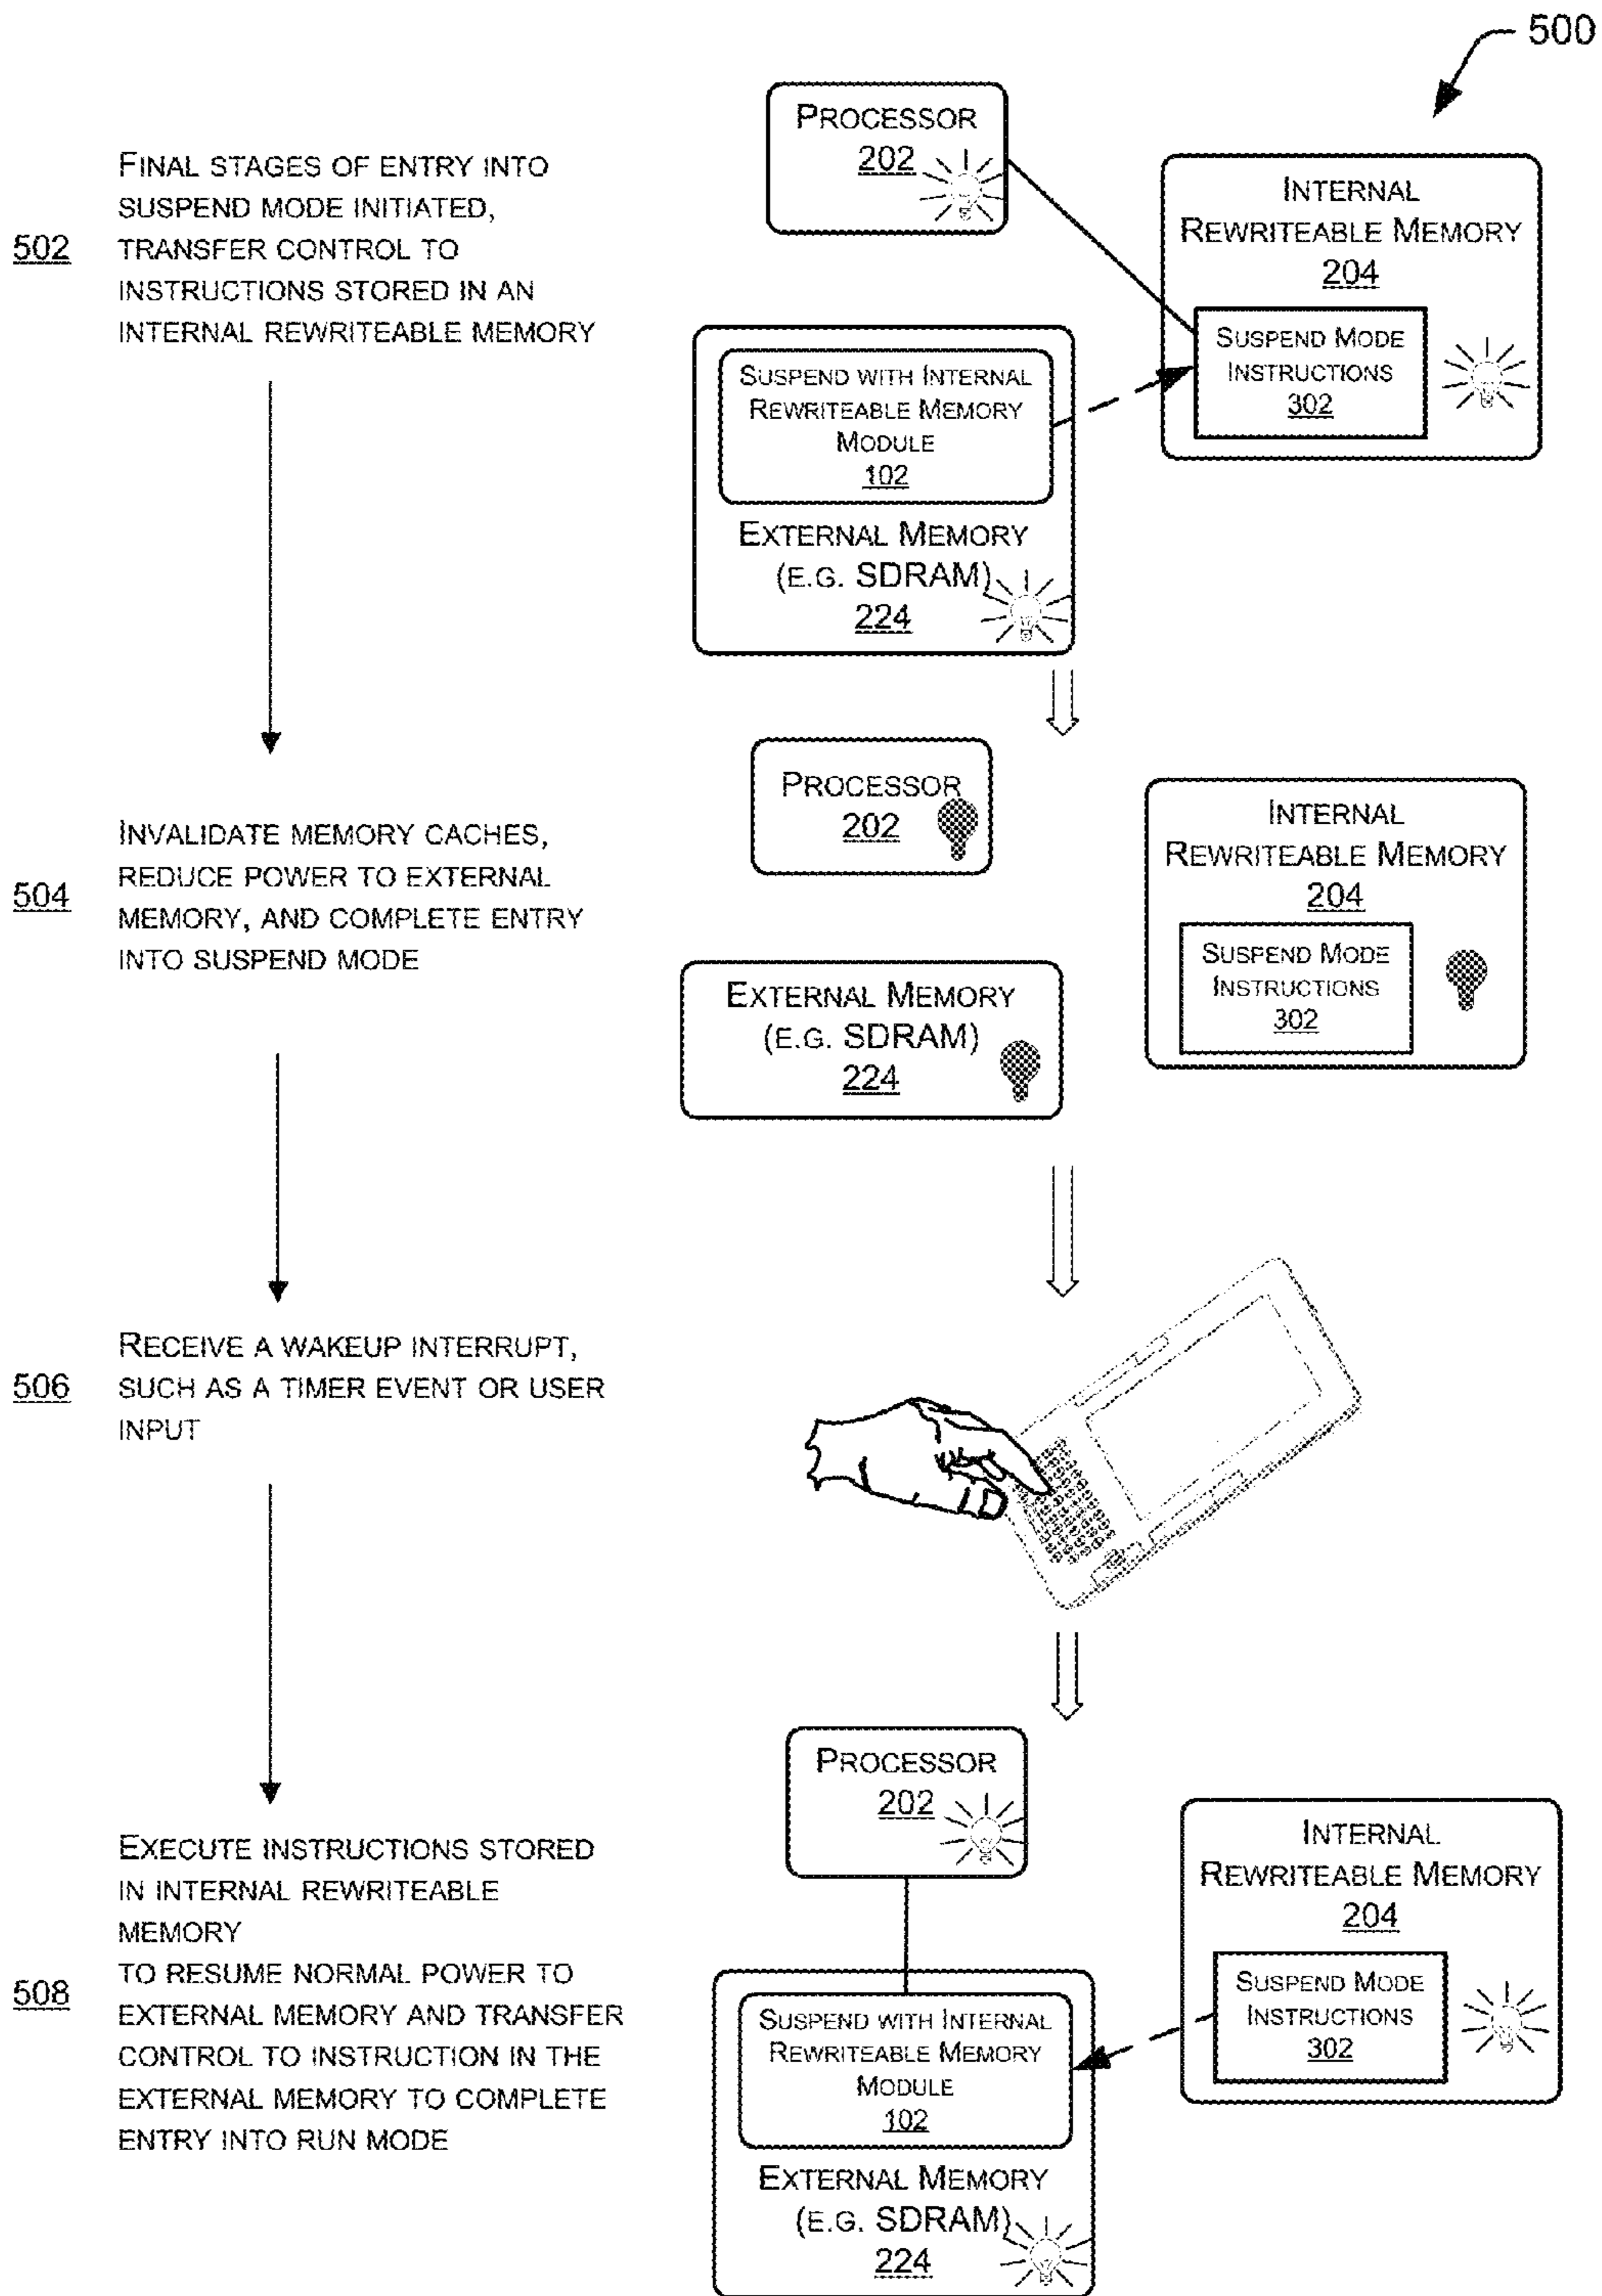 500
FINAL STAGES OF ENTRY INTO
SUSPEND MODE INITIATED,
502 TRANSFER CONTROL TO
INSTRUCTIONS STORED IN AN
INTERNAL REWRITEABLE MEMORY
PROCESSOR
202
INTERNAL
REWRITEABLE MEMORY
204
SUSPEND MODE
INSTRUCTIONS
302
SUSPEND WITH INTERNAL
REWRITEABLE MEMORY
MODULE
102
EXTERNAL MEMORY
(E.G. SDRAM)
224
INVALIDATE MEMORY CACHES,
504 REDUCE POWER TO EXTERNAL
MEMORY, AND COMPLETE ENTRY
INTO SUSPEND MODE
PROCESSOR
202
INTERNAL
REWRITEABLE MEMORY
204
SUSPEND MODE
INSTRUCTIONS
302
EXTERNAL MEMORY
(E.G. SDRAM)
224
RECEIVE A WAKEUP INTERRUPT,
506 SUCH AS A TIMER EVENT OR USER
INPUT
EXECUTE INSTRUCTIONS STORED
IN INTERNAL REWRITEABLE
MEMORY
TO RESUME NORMAL POWER TO
508 EXTERNAL MEMORY AND TRANSFER
CONTROL TO INSTRUCTION IN THE
EXTERNAL MEMORY TO COMPLETE
ENTRY INTO RUN MODE
PROCESSOR
202
INTERNAL
REWRITEABLE MEMORY
204
SUSPEND MODE
INSTRUCTIONS
302
SUSPEND WITH INTERNAL
REWRITEABLE MEMORY
MODULE
102
EXTERNAL MEMORY
(E.G. SDRAM)
224